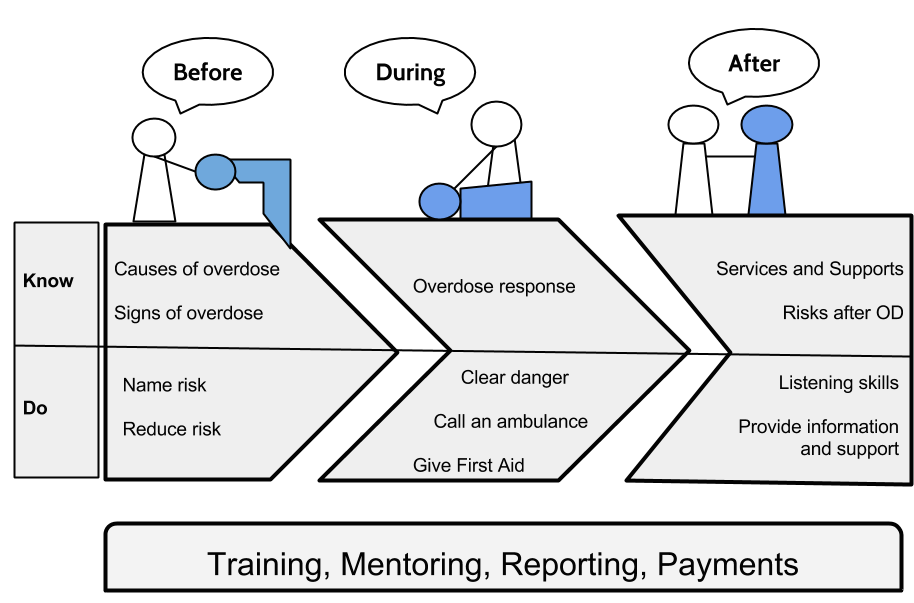 Before
During
After
Know
Causes of overdose
Signs of overdose
Overdose response
Services and Supports
Risks after OD
Do
Name risk
Reduce risk
Clear danger
Call an ambulance
Give First Aid
Listening skills
Provide information
and support
Training, Mentoring, Reporting, Payments